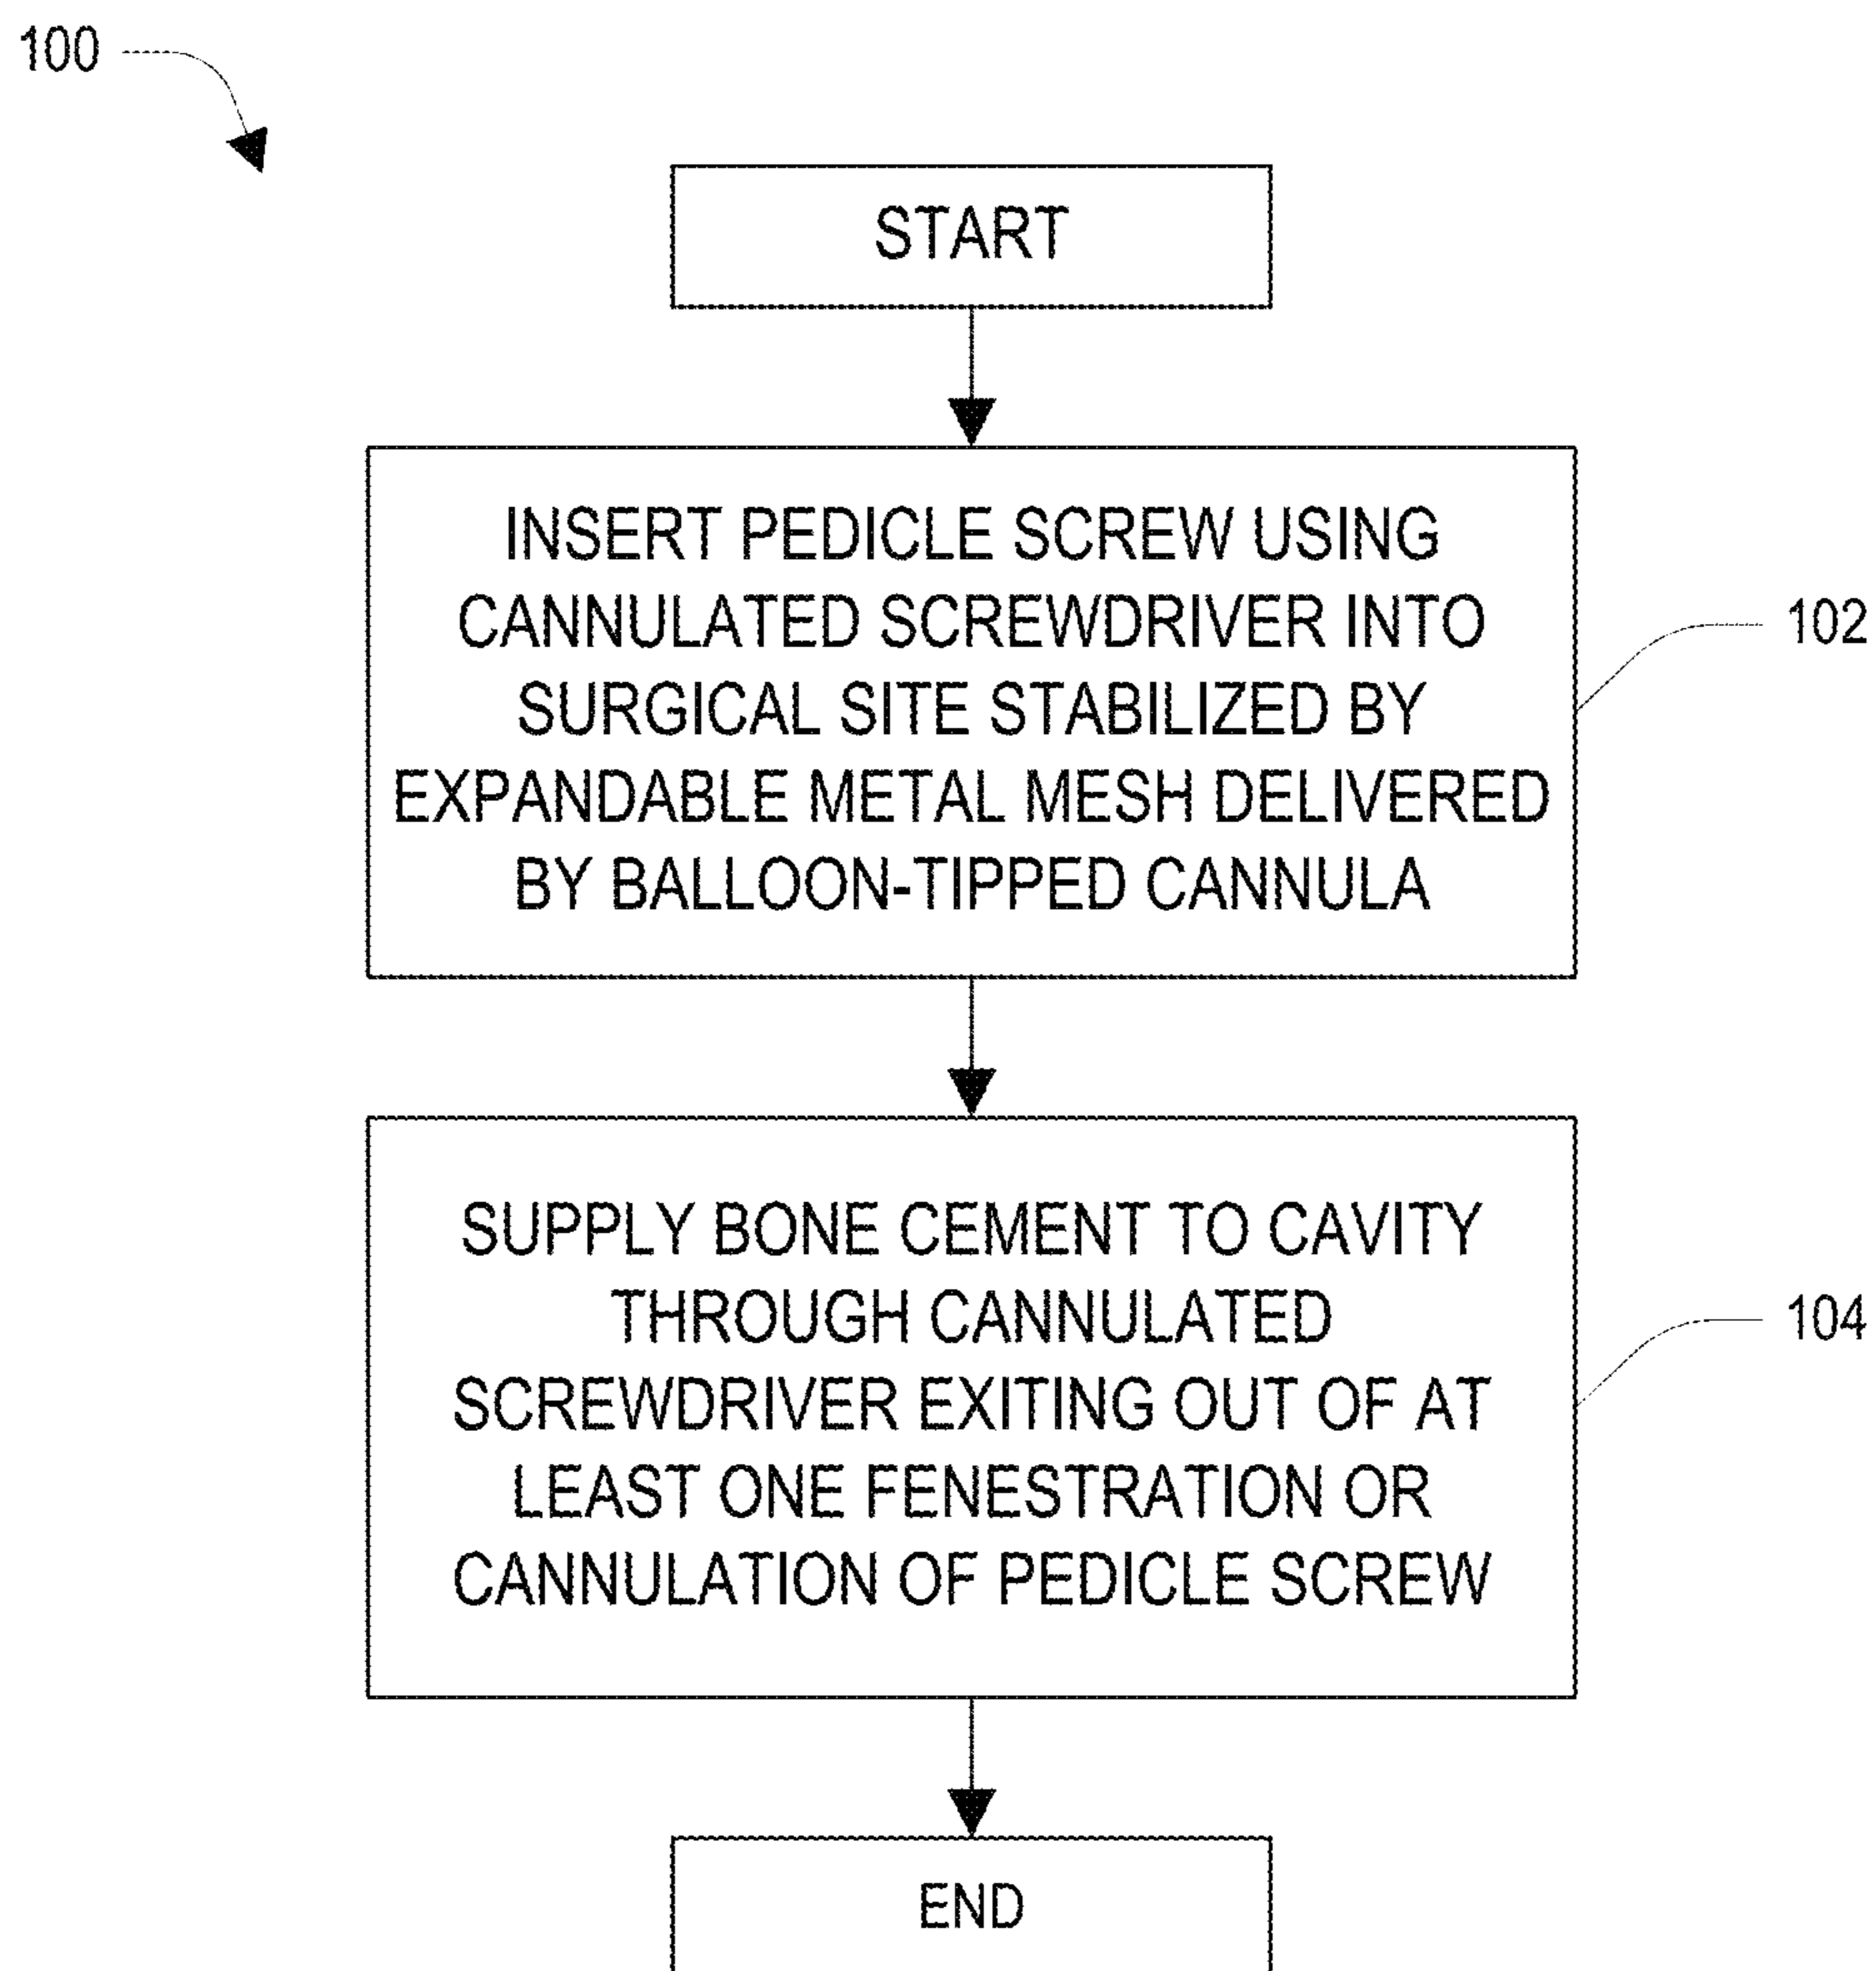 100
START
INSERT PEDICLE SCREW USING
CANNULATED SCREWDRIVER INTO
SURGICAL SITE STABILIZED BY
EXPANDABLE METAL MESH DELIVERED
BY BALLOON-TIPPED CANNULA
102
SUPPLY BONE CEMENT TO CAVITY
THROUGH CANNULATED
SCREWDRIVER EXITING OUT OF AT
LEAST ONE FENESTRATION OR
CANNULATION OF PEDICLE SCREW
104
END